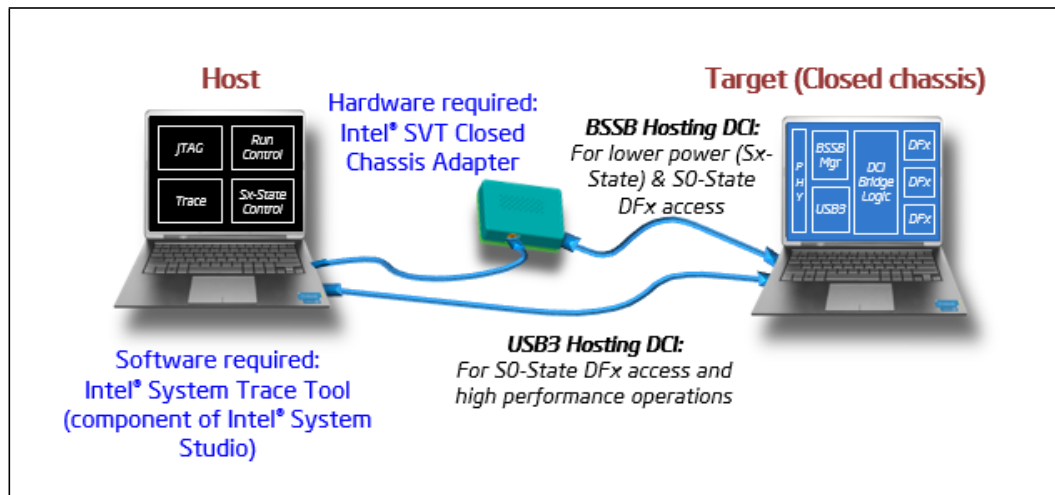 Host
Target (Closed chassis)
Hardware required:
Intel® SVT Closed
Chassis Adapter
BSSB Hosting DCI:
For lower power (Sx-
State) & S0-State
DFx access
JTAG
Run
Control
Trace
Sx-State
Control
P
H
Y
BSSB
Mgr
USB3
DCI
Bridge
Logic
DFx
DFx
DFx
USB3 Hosting DCI:
For S0-State DFx access and
high performance operations
Software required:
Intel® System Trace Tool
(component of Intel® System
Studio)